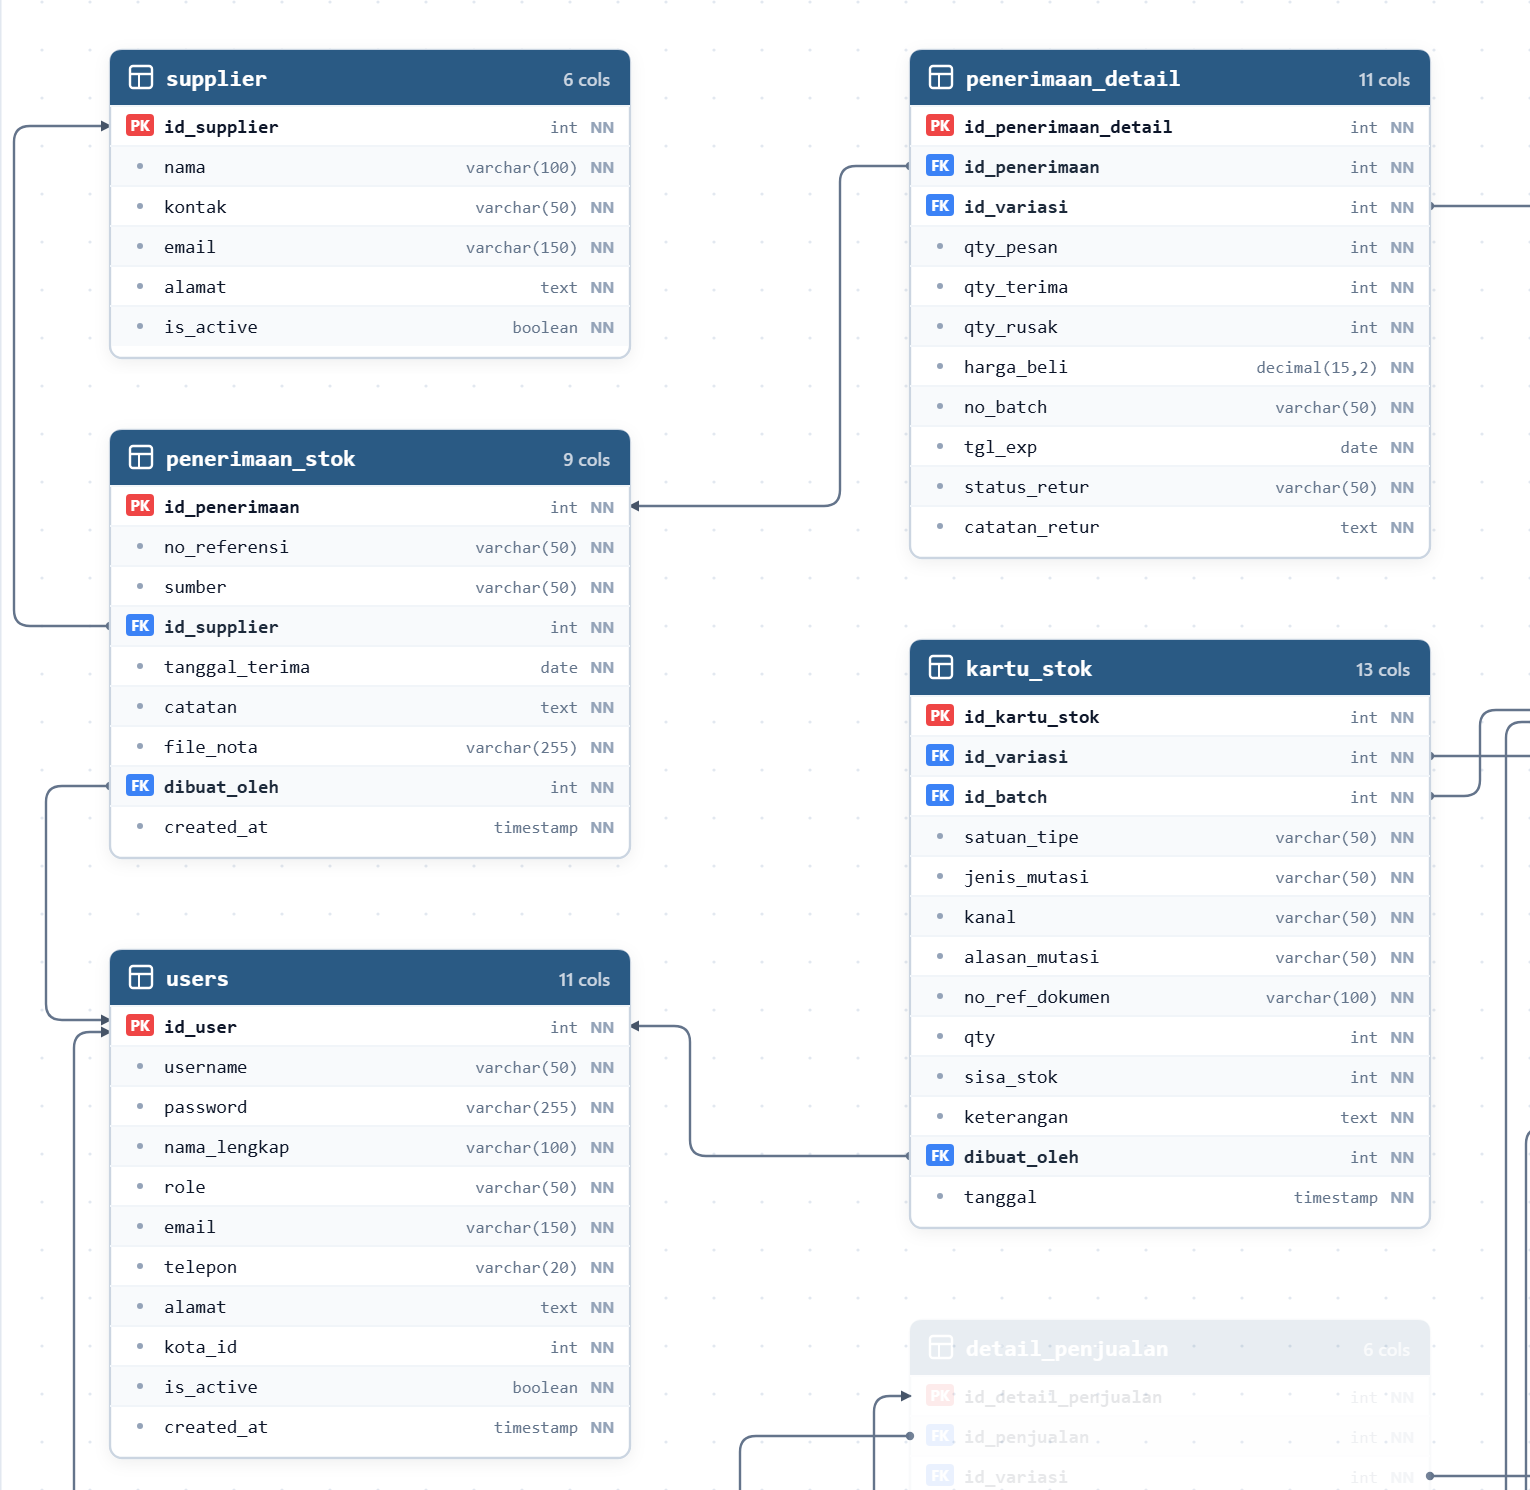 supplier 6 cols
PK id_supplier int NN
nama varchar(100) NN
kontak varchar(50) NN
email varchar(150) NN
alamat text NN
is_active boolean NN
penerimaan_stok 9 cols
PK id_penerimaan int NN
no_referensi varchar(50) NN
sumber varchar(50) NN
FK id_supplier int NN
tanggal_terima date NN
catatan text NN
file_nota varchar(255) NN
FK dibuat_oleh int NN
created_at timestamp NN
users 11 cols
PK id_user int NN
username varchar(50) NN
password varchar(255) NN
nama_lengkap varchar(100) NN
role varchar(50) NN
email varchar(150) NN
telepon varchar(20) NN
alamat text NN
kota_id int NN
is_active boolean NN
created_at timestamp NN
penerimaan_detail 11 cols
PK id_penerimaan_detail int NN
FK id_penerimaan int NN
FK id_variasi int NN
qty_pesan int NN
qty_terima int NN
qty_rusak int NN
harga_beli decimal(15,2) NN
no_batch varchar(50) NN
tgl_exp date NN
status_retur varchar(50) NN
catatan_retur text NN
kartu_stok 13 cols
PK id_kartu_stok int NN
FK id_variasi int NN
FK id_batch int NN
satuan_tipe varchar(50) NN
jenis_mutasi varchar(50) NN
kanal varchar(50) NN
alasan_mutasi varchar(50) NN
no_ref_dokumen varchar(100) NN
qty int NN
sisa_stok int NN
keterangan text NN
FK dibuat_oleh int NN
tanggal timestamp NN
detail_penjualan 6 cols
PK id_detail_penjualan int NN
FK id_penjualan int NN
FK id_variasi int NN